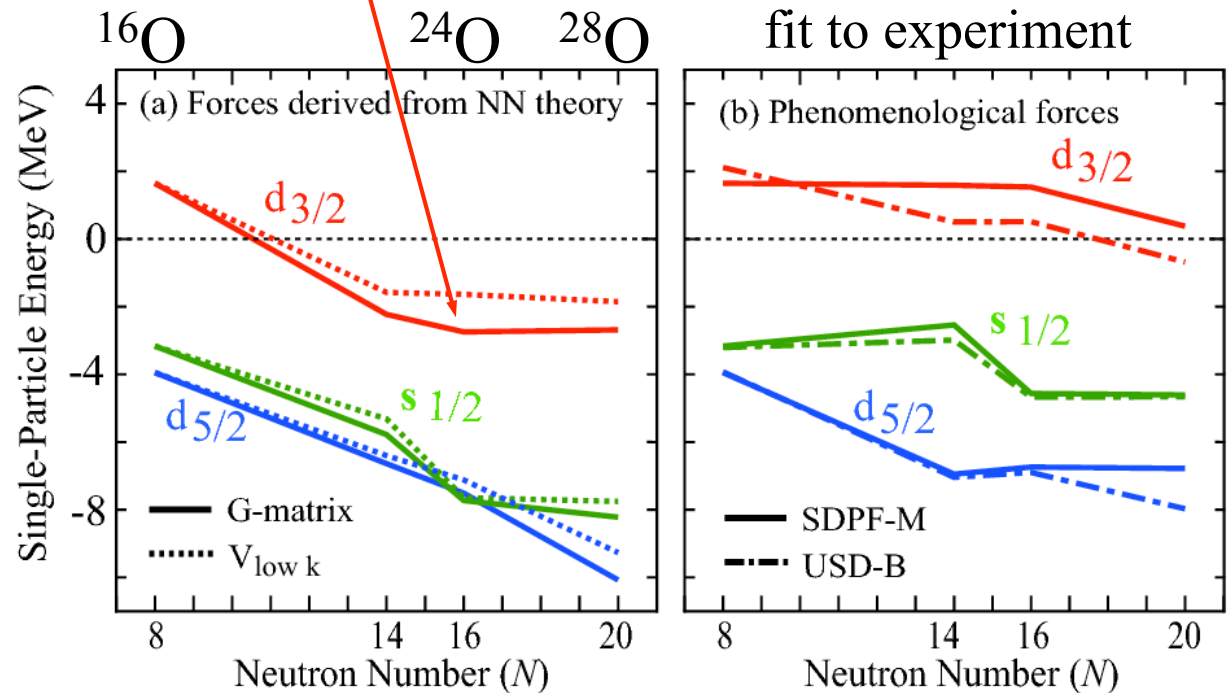 ¹⁶O ²⁴O ²⁸O fit to experiment
(a) Forces derived from NN theory
(b) Phenomenological forces
Single-Particle Energy (MeV)
4
0
-4
-8
d3/2
s 1/2
d5/2
G-matrix
Vlow k
8 14 16 20
Neutron Number (N)
d3/2
s 1/2
d5/2
SDPF-M
USD-B
8 14 16 20
Neutron Number (N)